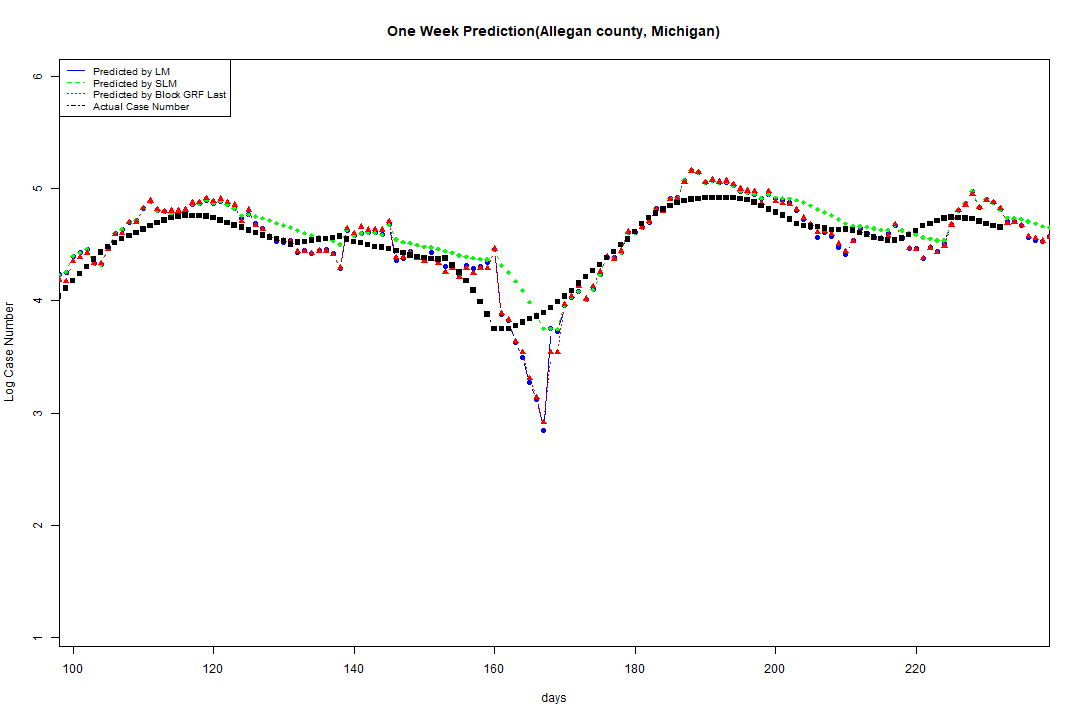 One Week Prediction(Allegan county, Michigan)
Predicted by LM
Predicted by SLM
Predicted by Block GRF Last
Actual Case Number
6
5
4
3
2
1
Log Case Number
100 120 140 160 180 200 220
days